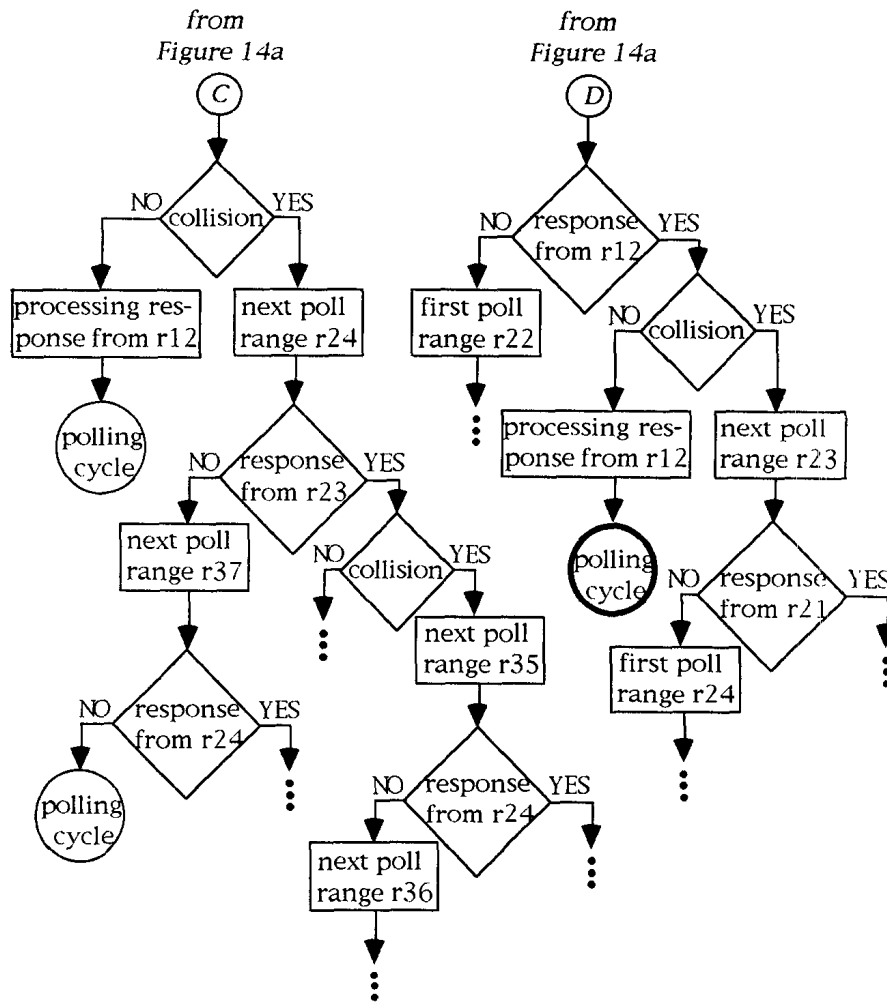 from
Figure 14a
C
NO
YES
collision
processing res-
ponse from r12
next poll
range r24
polling
cycle
NO
YES
response
from r23
next poll
range r37
NO
YES
collision
next poll
range r35
NO
YES
response
from r24
polling
cycle
NO
YES
response
from r24
next poll
range r36
from
Figure 14a
D
NO
YES
response
from r12
first poll
range r22
NO
YES
collision
processing res-
ponse from r12
next poll
range r23
polling
cycle
NO
YES
response
from r21
first poll
range r24